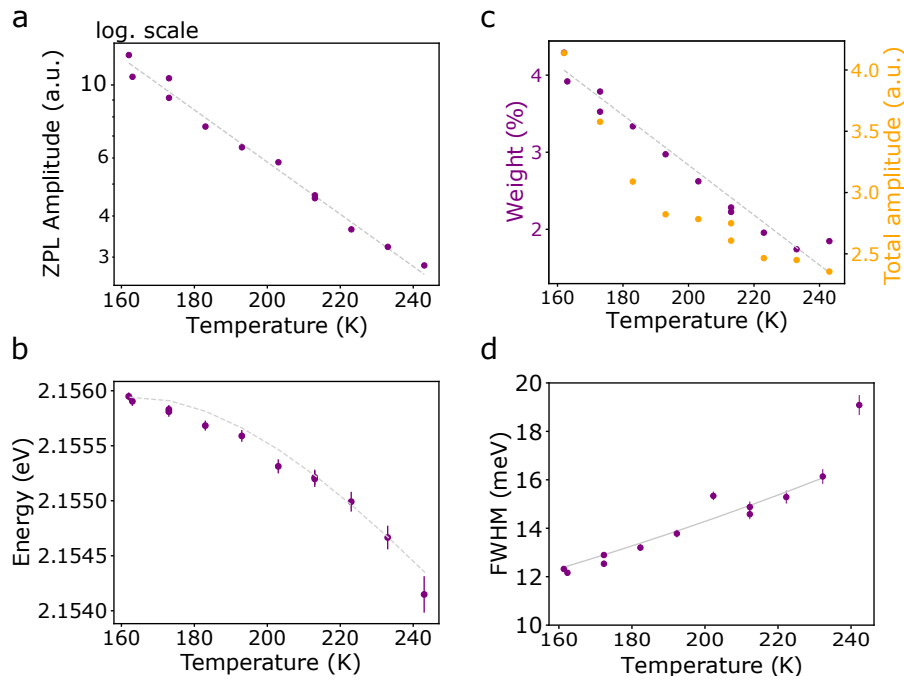 a
log. scale
10
6
4
3
ZPL Amplitude (a.u.)
160 180 200 220 240
Temperature (K)
c
4
3
2
Weight (%)
4.0
3.5
3.0
2.5
Total amplitude (a.u.)
160 180 200 220 240
Temperature (K)
b
2.1560
2.1555
2.1550
2.1545
2.1540
Energy (eV)
160 180 200 220 240
Temperature (K)
d
20
18
16
14
12
10
FWHM (meV)
160 180 200 220 240
Temperature (K)